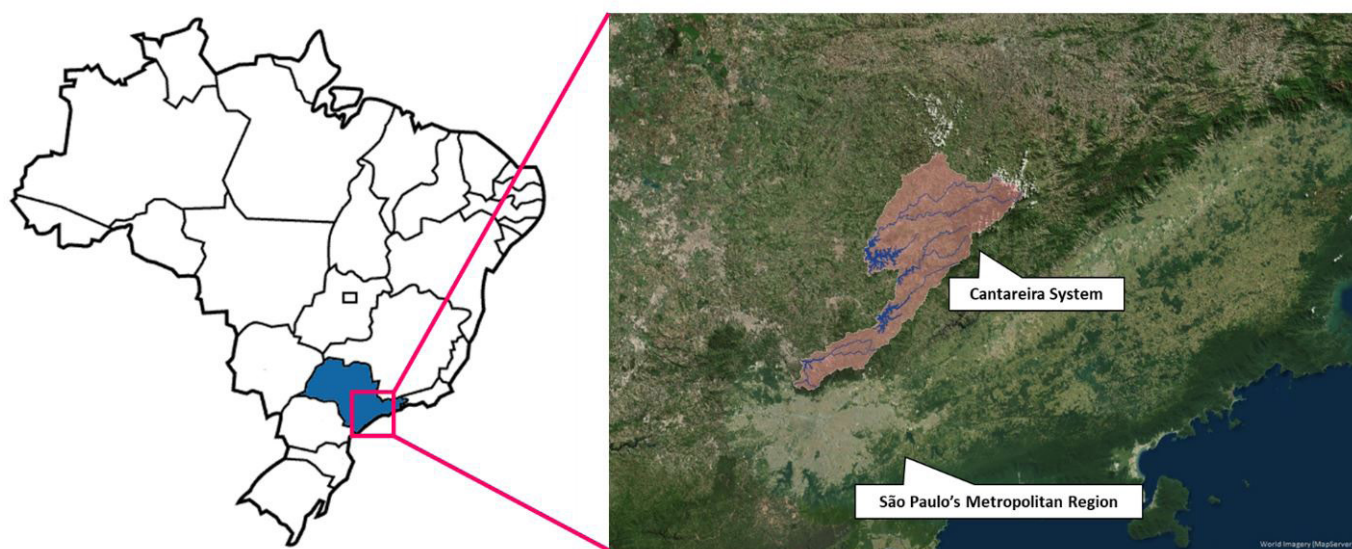 Cantareira System
São Paulo's Metropolitan Region
World Imagery (MapServer)